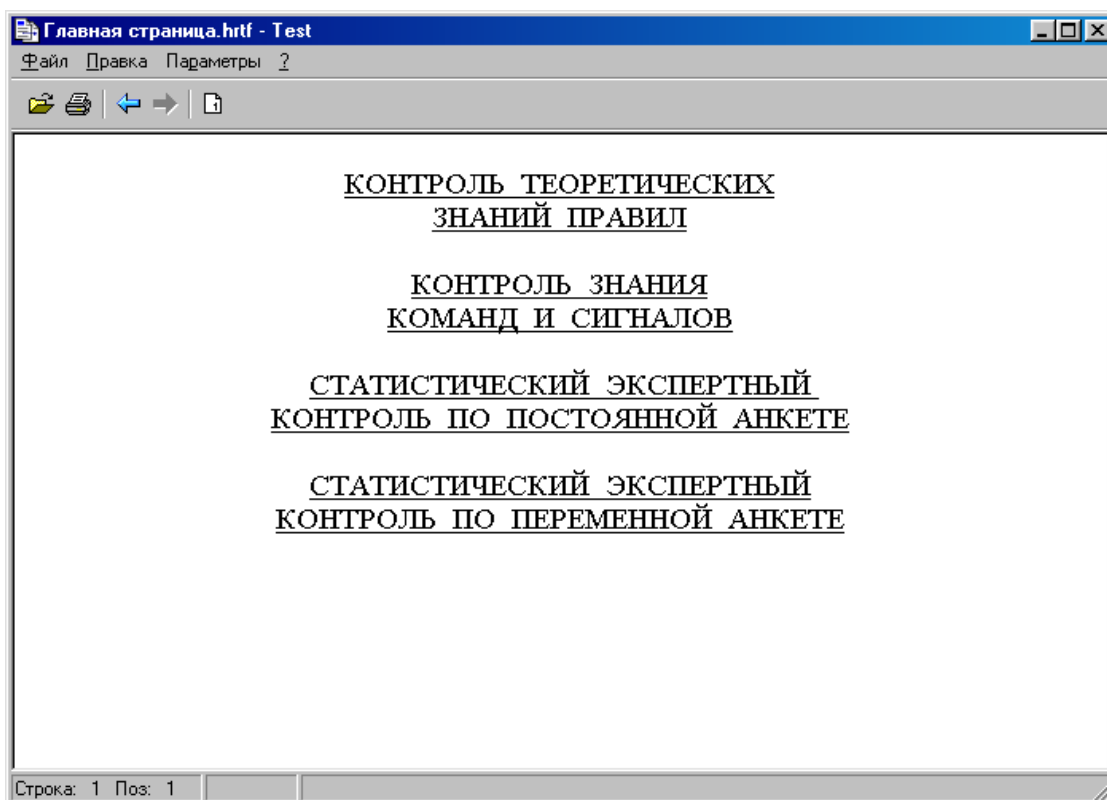 Главная страница.hrtf - Test
Файл Правка Параметры ?
КОНТРОЛЬ ТЕОРЕТИЧЕСКИХ
ЗНАНИЙ ПРАВИЛ
КОНТРОЛЬ ЗНАНИЯ
КОМАНД И СИГНАЛОВ
СТАТИСТИЧЕСКИЙ ЭКСПЕРТНЫЙ
КОНТРОЛЬ ПО ПОСТОЯННОЙ АНКЕТЕ
СТАТИСТИЧЕСКИЙ ЭКСПЕРТНЫЙ
КОНТРОЛЬ ПО ПЕРЕМЕННОЙ АНКЕТЕ
Строка: 1 Поз: 1